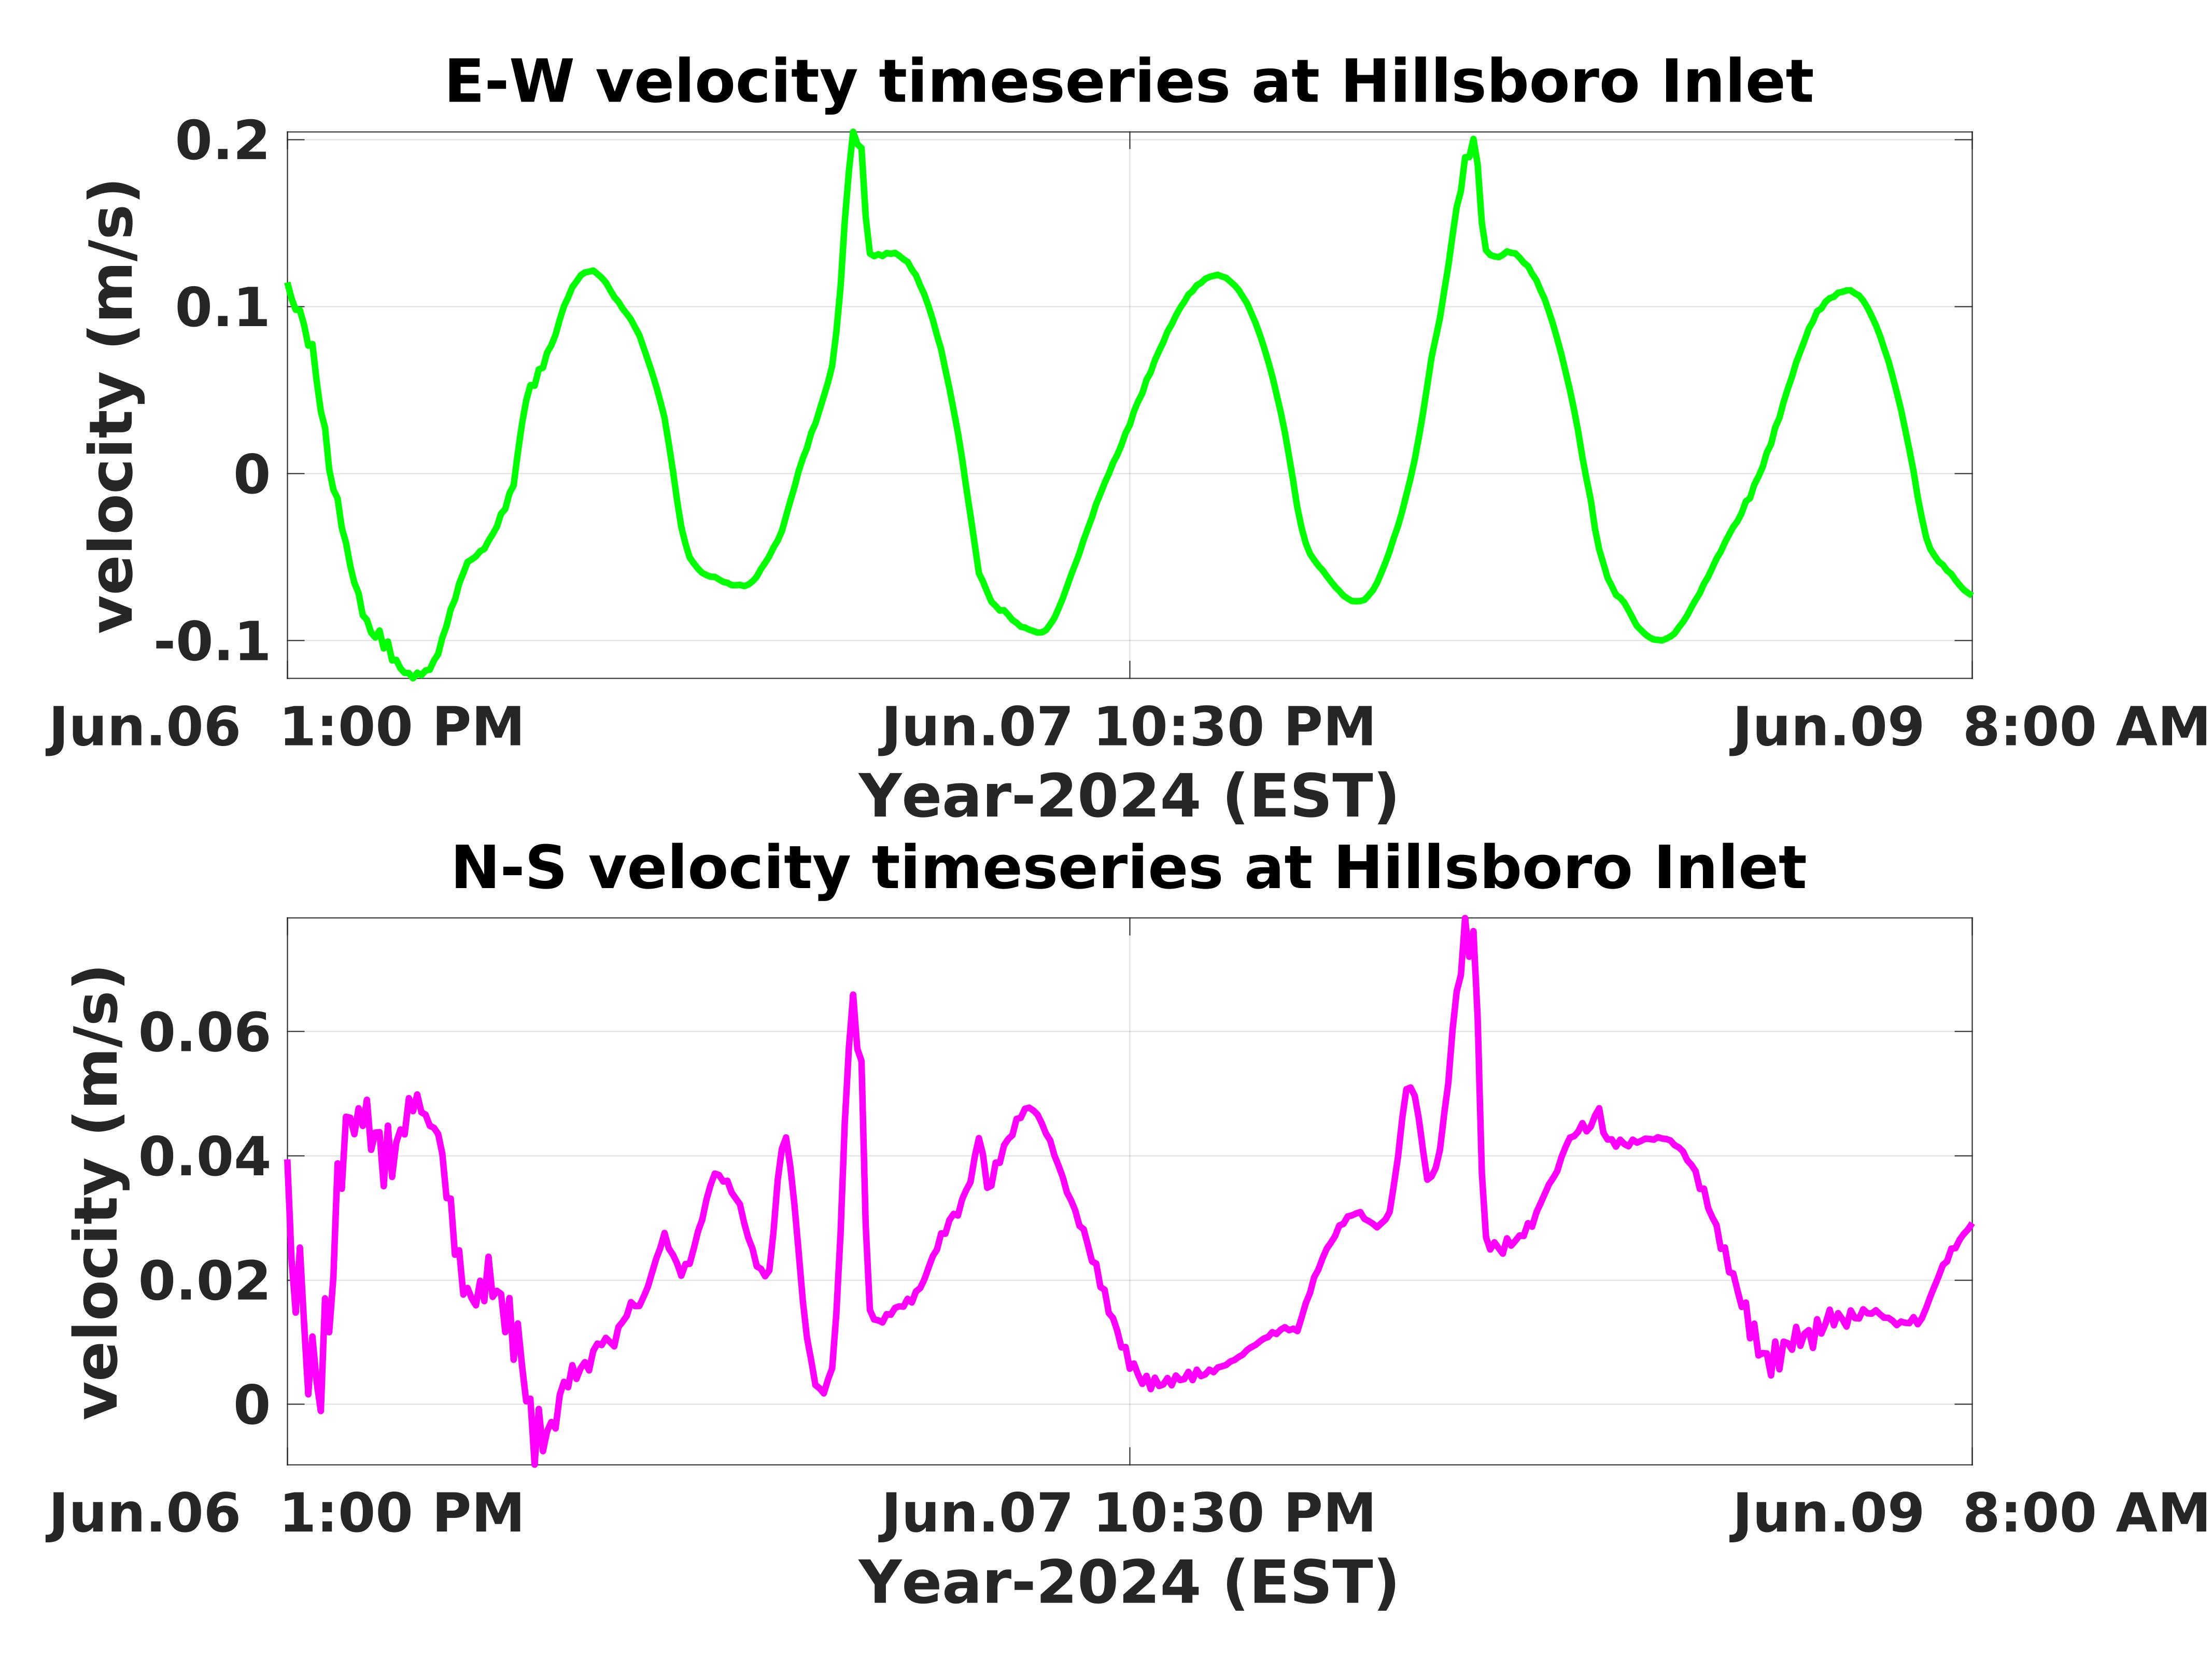 E-W velocity timeseries at Hillsboro Inlet
velocity (m/s)
0.2
0.1
0
-0.1
Jun.06 1:00 PM Jun.07 10:30 PM Jun.09 8:00 AM
Year-2024 (EST)
N-S velocity timeseries at Hillsboro Inlet
velocity (m/s)
0.06
0.04
0.02
0
Jun.06 1:00 PM Jun.07 10:30 PM Jun.09 8:00 AM
Year-2024 (EST)